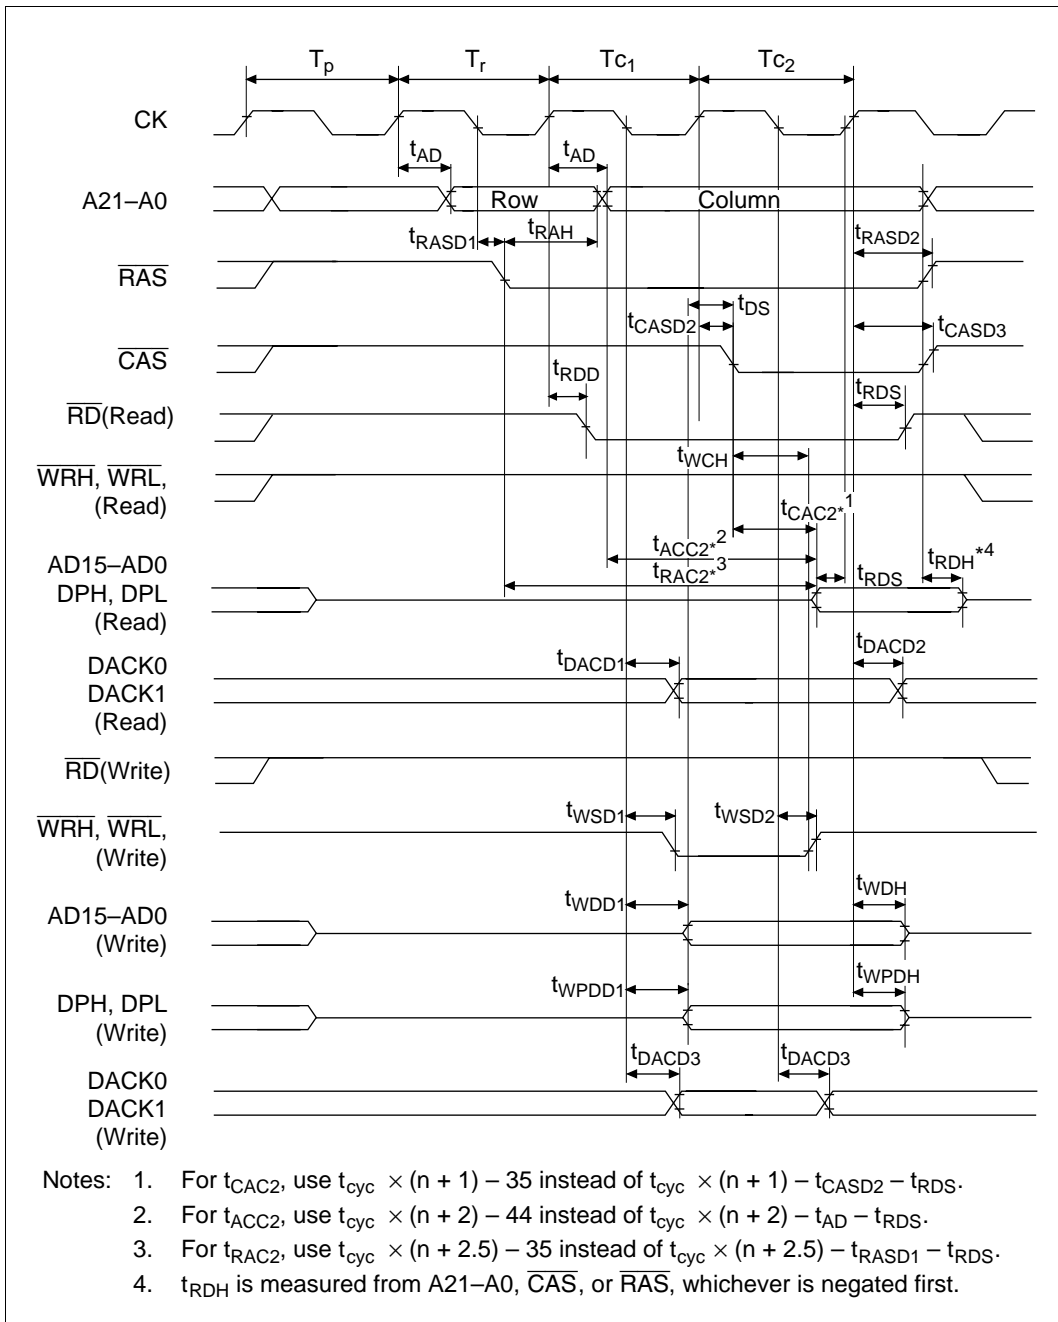 Tp Tr Tc1 Tc2
CK
tAD tAD
A21–A0 Row Column
tRASD1 tRAH tRASD2
RAS
tDS
tCASD2 tCASD3
CAS
tRDD tRDS
RD(Read)
tWCH
WRH, WRL,
(Read)
tCAC2*1
tACC2*2
tRAC2*3
tRDS tRDH*4
AD15–AD0
DPH, DPL
(Read)
tDACD1 tDACD2
DACK0
DACK1
(Read)
RD(Write)
tWSD1 tWSD2
WRH, WRL,
(Write)
tWDD1 tWDH
AD15–AD0
(Write)
tWPDD1 tWPDH
DPH, DPL
(Write)
tDACD3 tDACD3
DACK0
DACK1
(Write)
Notes: 1. For tCAC2, use tcyc × (n + 1) – 35 instead of tcyc × (n + 1) – tCASD2 – tRDS.
2. For tACC2, use tcyc × (n + 2) – 44 instead of tcyc × (n + 2) – tAD – tRDS.
3. For tRAC2, use tcyc × (n + 2.5) – 35 instead of tcyc × (n + 2.5) – tRASD1 – tRDS.
4. tRDH is measured from A21–A0, CAS, or RAS, whichever is negated first.